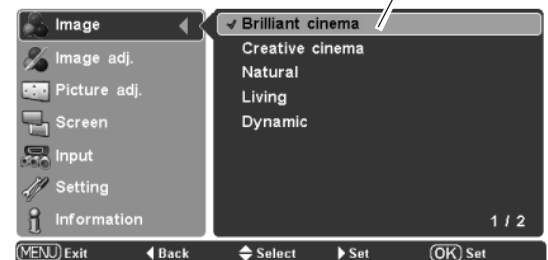 Image
Image adj.
Picture adj.
Screen
Input
Setting
Information
Brilliant cinema
Creative cinema
Natural
Living
Dynamic
1 / 2
MENU Exit Back Select Set OK Set